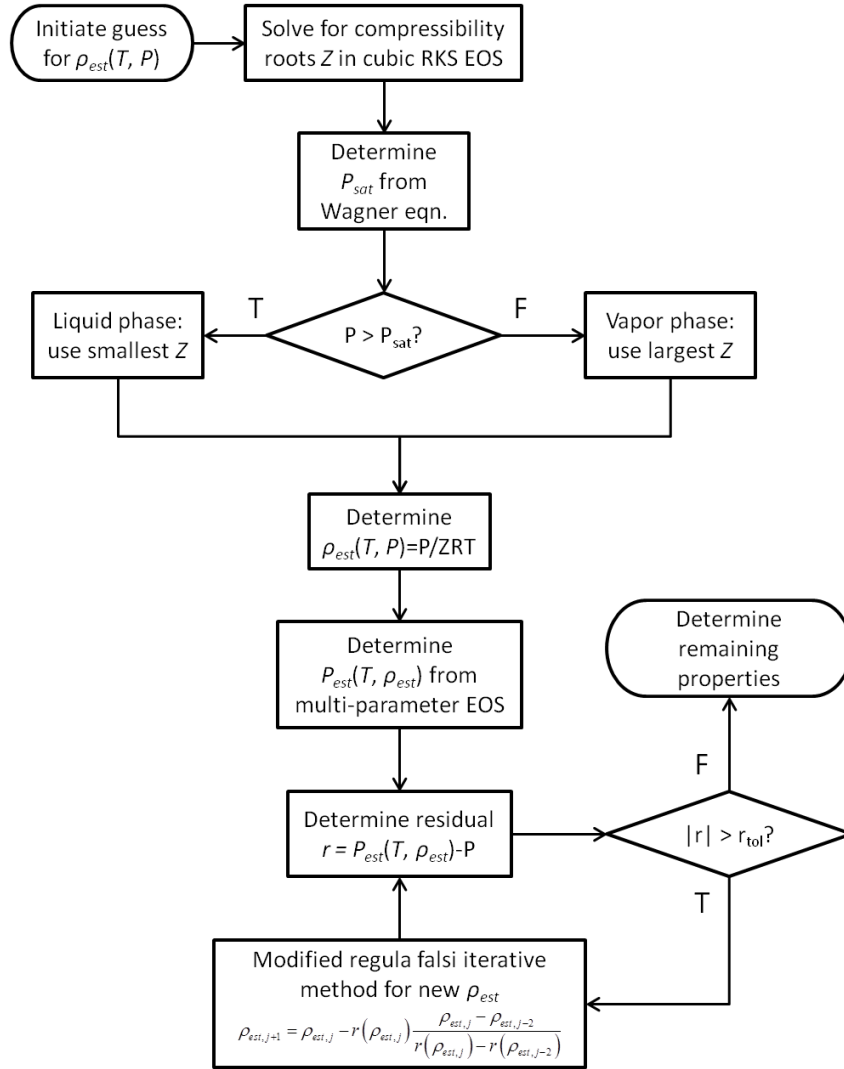 Initiate guess
for ρest(T, P)
Solve for compressibility
roots Z in cubic RKS EOS
Determine
Psat from
Wagner eqn.
T
F
Liquid phase:
use smallest Z
P > Psat?
Vapor phase:
use largest Z
Determine
ρest(T, P)=P/ZRT
Determine
Pest(T, ρest) from
multi-parameter EOS
Determine
remaining
properties
F
Determine residual
r = Pest(T, ρest)-P
|r| > rtol?
T
Modified regula falsi iterative
method for new ρest
ρest,j+1 = ρest,j − r(ρest,j) (ρest,j − ρest,j−2) / (r(ρest,j) − r(ρest,j−2))